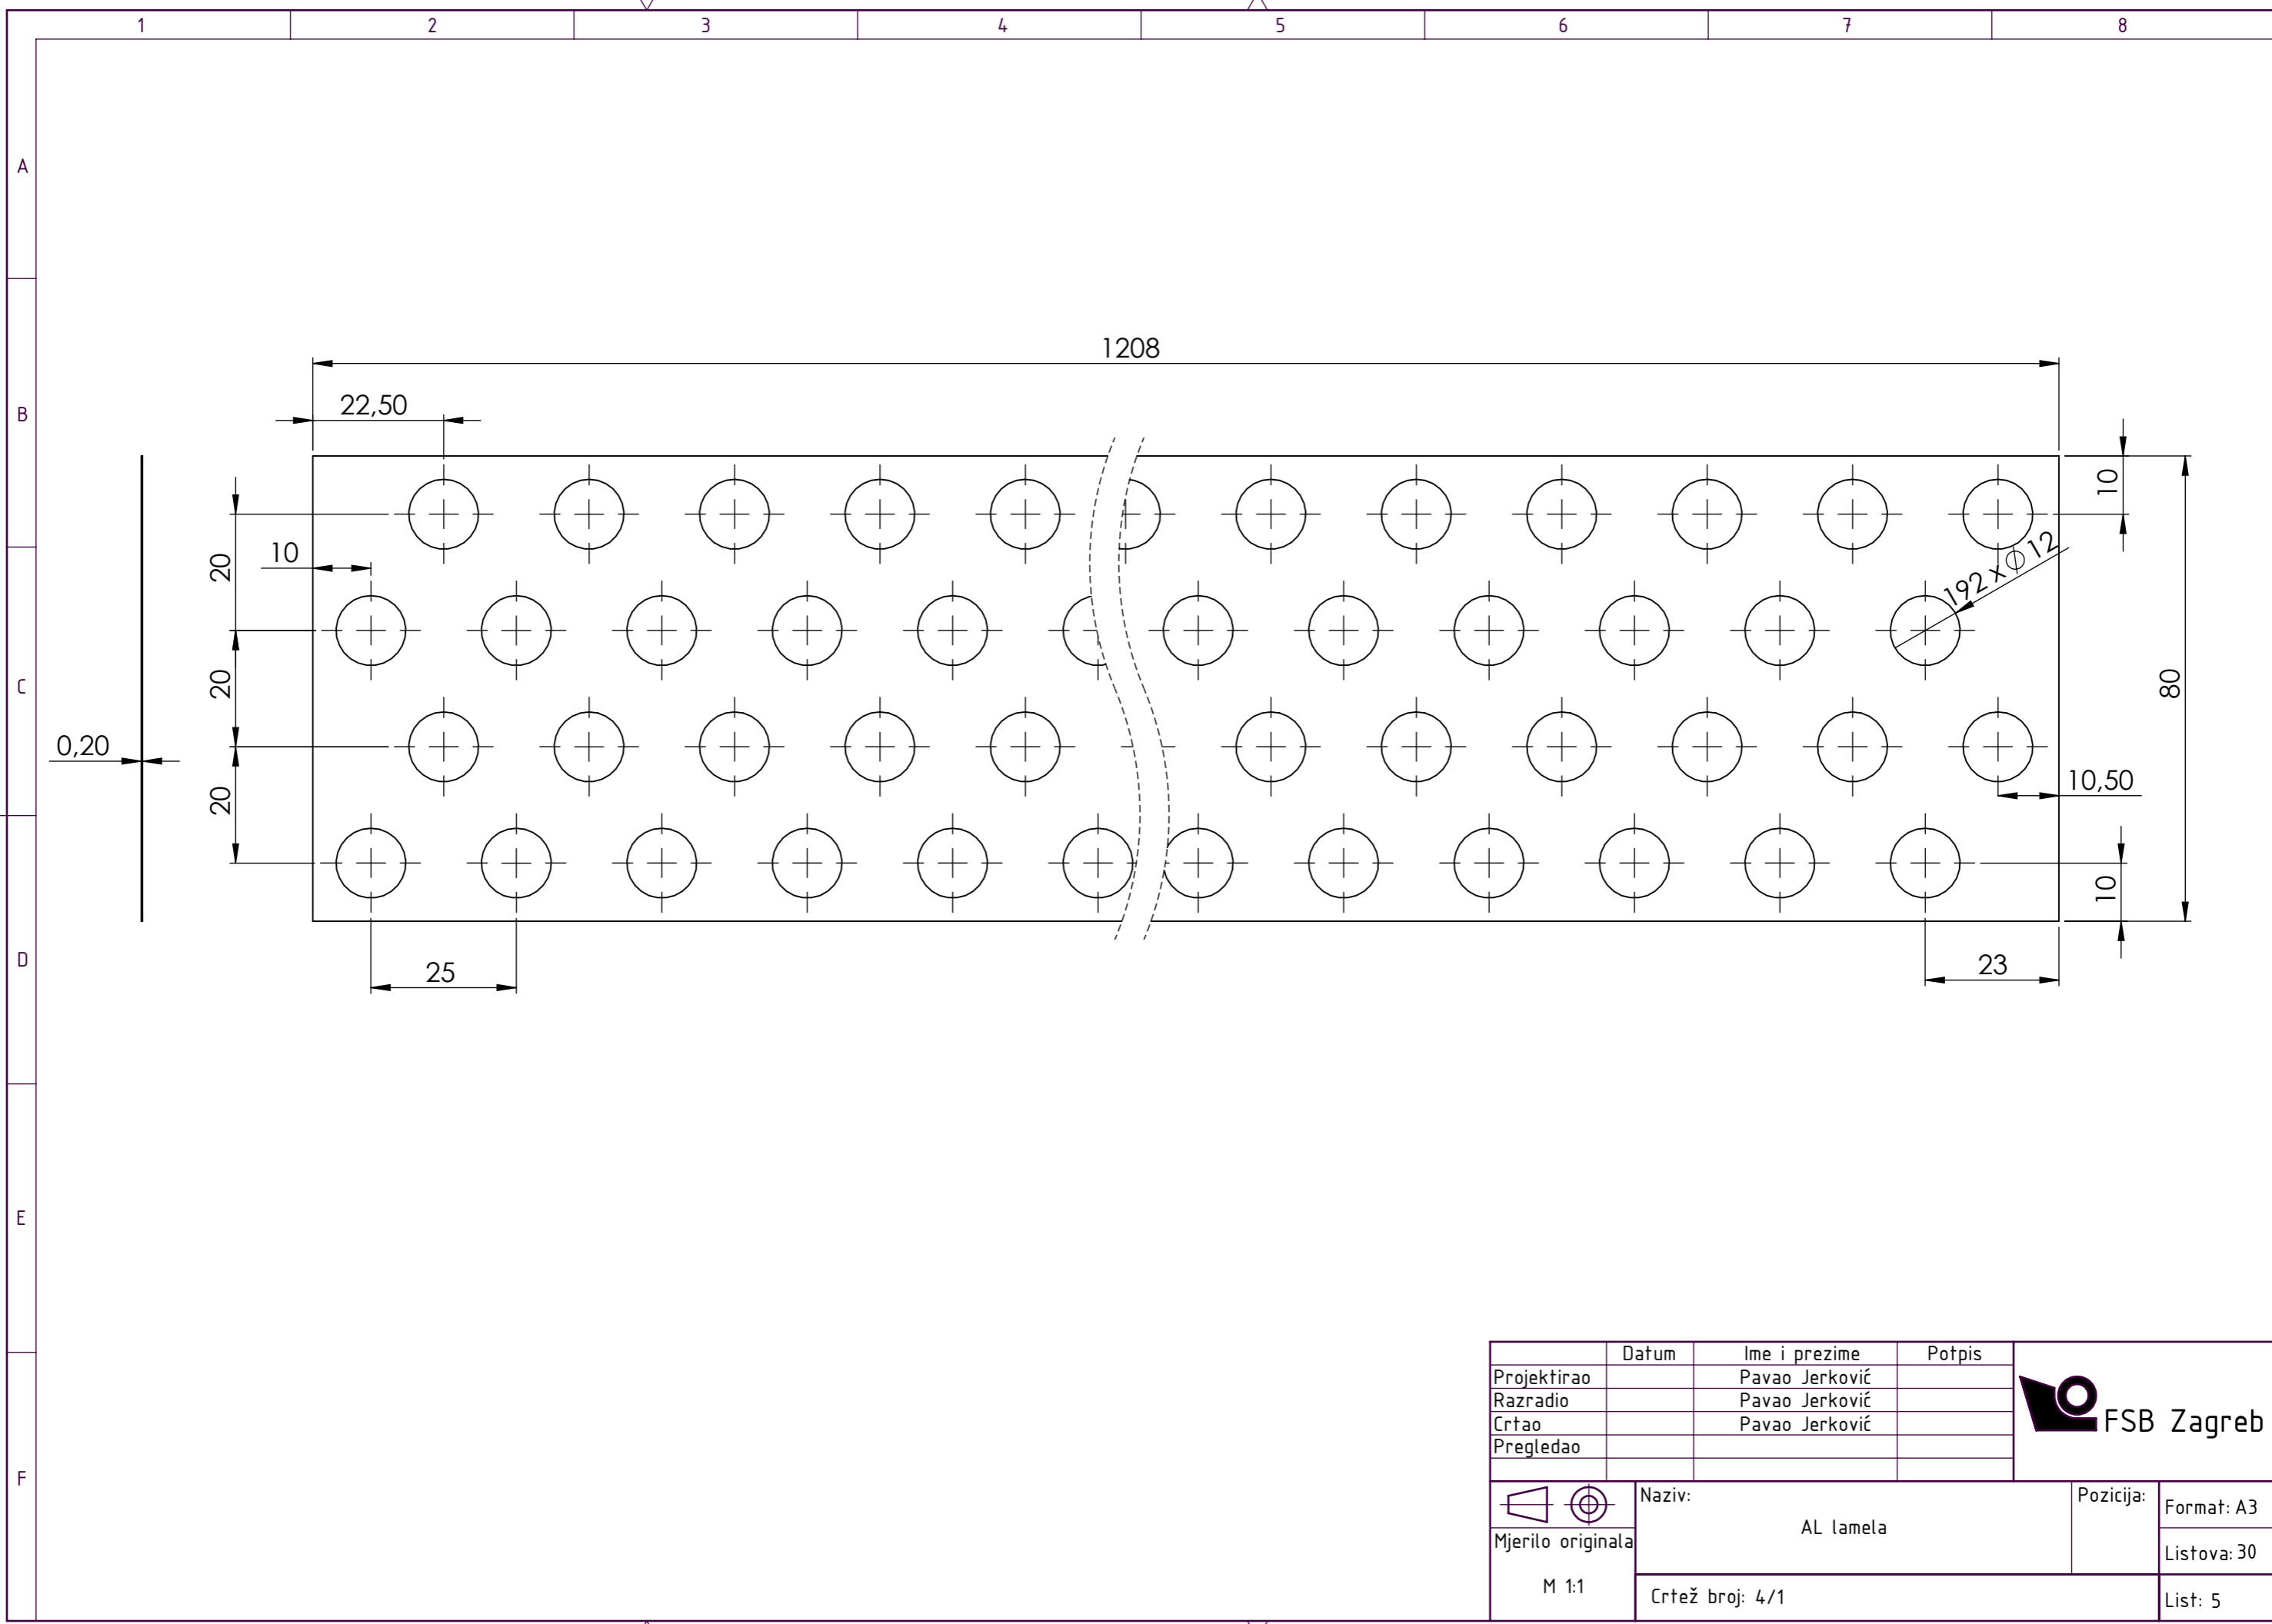 1 2 3 4 5 6 7 8
A
B
C
D
E
F
1208
22,50
10
20
10
192 x Ø 12
20
80
0,20
20
10,50
10
25
23
Datum Ime i prezime Potpis
Projektirao Pavao Jerković
Razradio Pavao Jerković
Crtao Pavao Jerković
Pregledao
FSB Zagreb
Naziv:
AL lamela
Pozicija:
Format: A3
Mjerilo originala
M 1:1
Listova: 30
Crtež broj: 4/1
List: 5